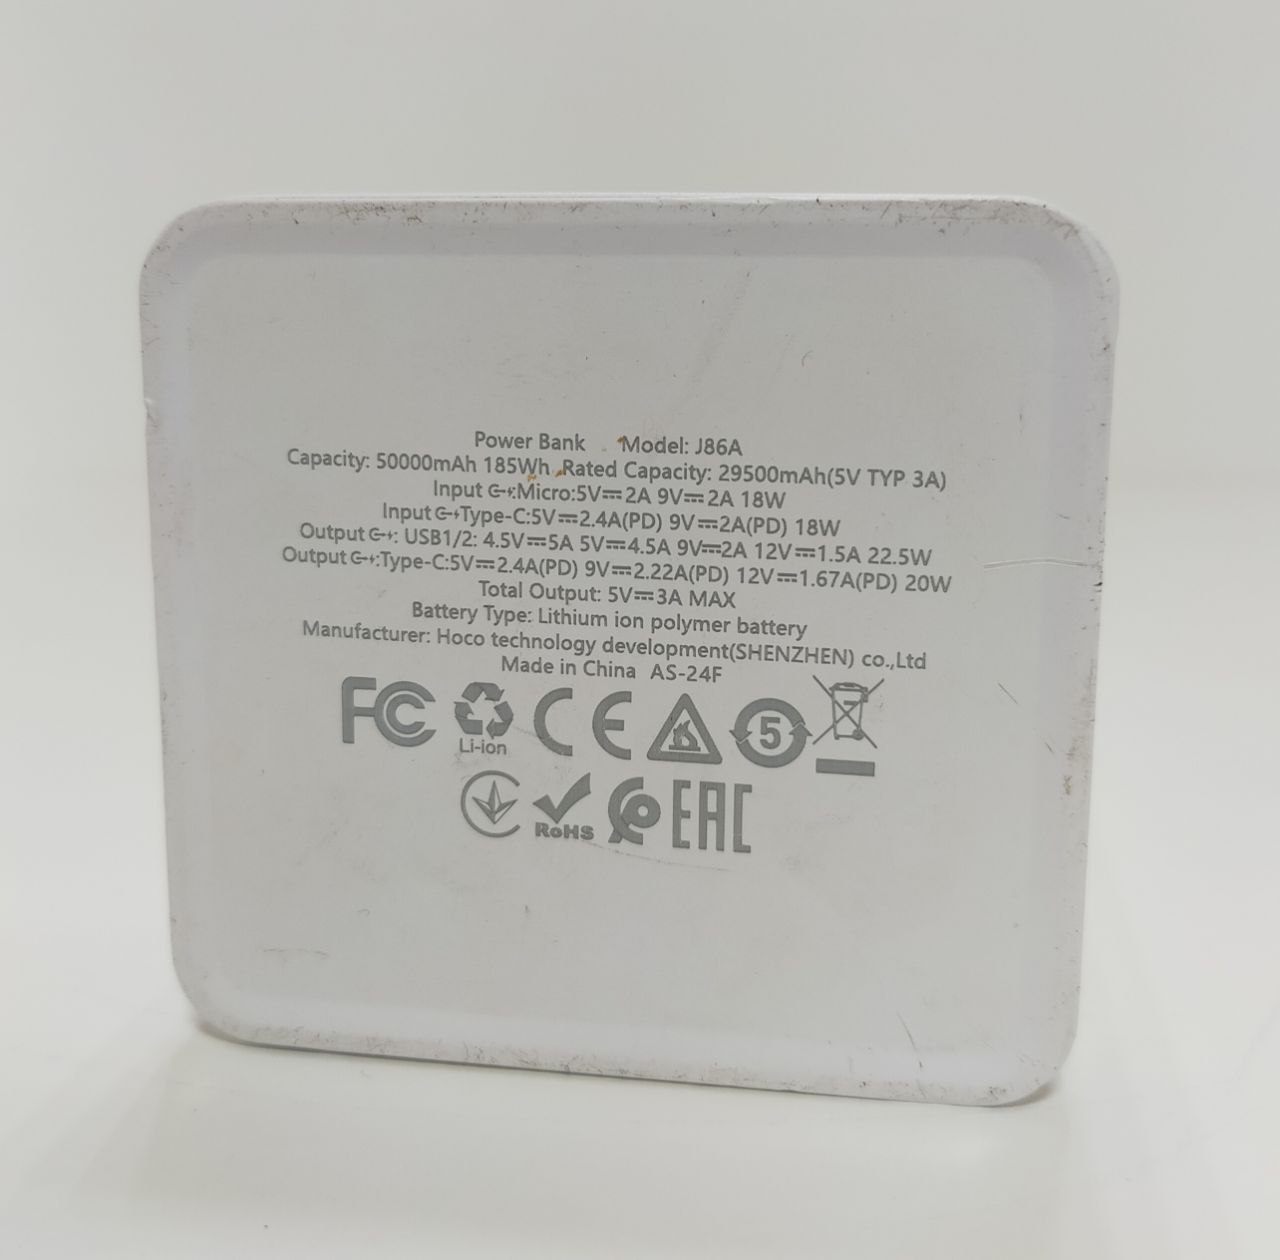 Power Bank Model: J86A
Capacity: 50000mAh 185Wh Rated Capacity: 29500mAh(5V TYP 3A)
Input :Micro:5V⎓2A 9V⎓2A 18W
Input Type-C:5V⎓2.4A(PD) 9V⎓2A(PD) 18W
Output : USB1/2: 4.5V⎓5A 5V⎓4.5A 9V⎓2A 12V⎓1.5A 22.5W
Output :Type-C:5V⎓2.4A(PD) 9V⎓2.22A(PD) 12V⎓1.67A(PD) 20W
Total Output: 5V⎓3A MAX
Battery Type: Lithium ion polymer battery
Manufacturer: Hoco technology development(SHENZHEN) co.,Ltd
Made in China AS-24F
FC CE 5
Li-ion
RoHS EAC